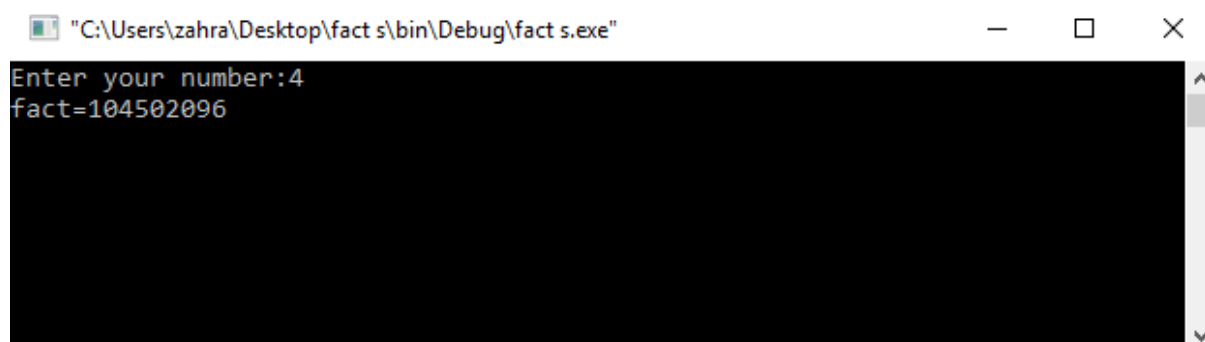 "C:\Users\zahra\Desktop\fact s\bin\Debug\fact s.exe"
Enter your number:4
fact=104502096